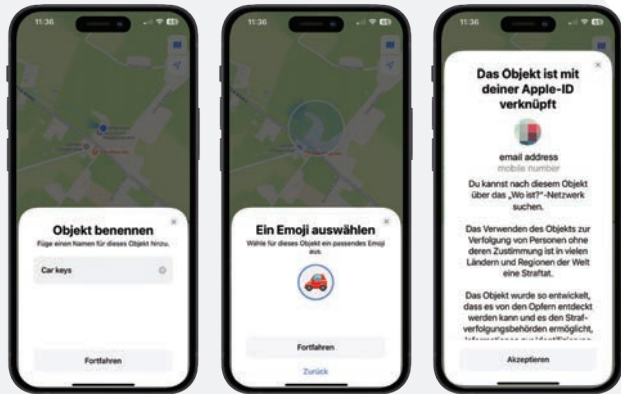 11:36
Objekt benennen
Füge einen Namen für dieses Objekt hinzu.
Car keys
Fortfahren
11:36
Ein Emoji auswählen
Wähle für dieses Objekt ein passendes Emoji
aus.
Fortfahren
Zurück
11:36
Das Objekt ist mit
deiner Apple-ID
verknüpft
email address
mobile number
Du kannst nach diesem Objekt
über das „Wo ist?“-Netzwerk
suchen.
Das Verwenden des Objekts zur
Verfolgung von Personen ohne
deren Zustimmung ist in vielen
Ländern und Regionen der Welt
eine Straftat.
Das Objekt wurde so entwickelt,
dass es von den Opfern entdeckt
werden kann und es den Straf-
verfolgungsbehörden ermöglicht,
Akzeptieren